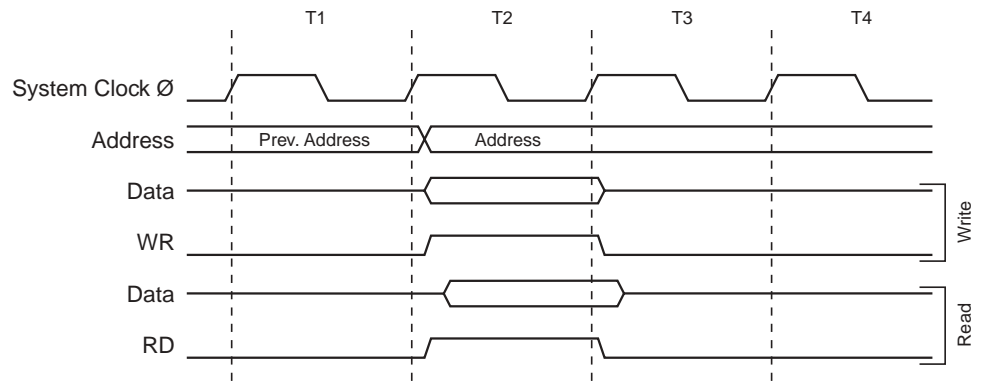 T1 T2 T3 T4
System Clock Ø
Address Prev. Address Address
Data
WR
Write
Data
RD
Read